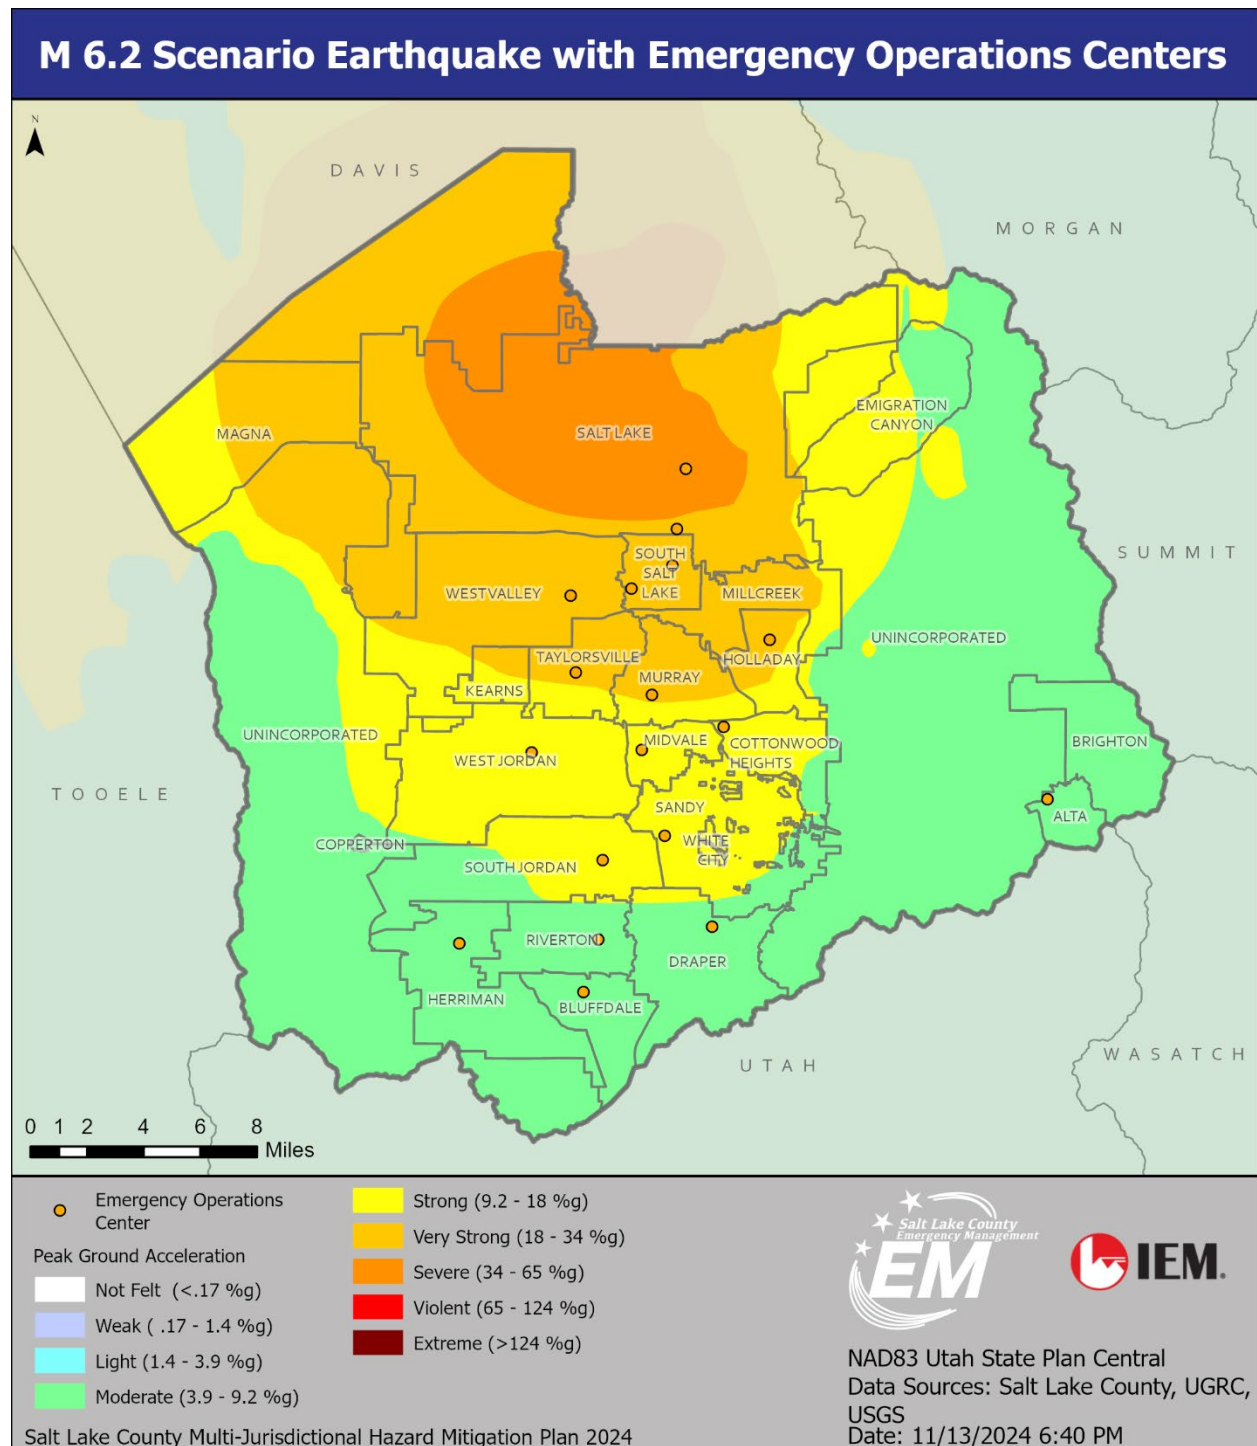 M 6.2 Scenario Earthquake with Emergency Operations Centers
N
DAVIS
MORGAN
EMIGRATION
CANYON
MAGNA
SALT LAKE
SUMMIT
SOUTH
SALT
LAKE
WEST VALLEY
MILLCREEK
UNINCORPORATED
TAYLORSVILLE
HOLLADAY
MURRAY
KEARNS
UNINCORPORATED
MIDVALE
COTTONWOOD
HEIGHTS
BRIGHTON
WEST JORDAN
TOOELE
SANDY
ALTA
COPPERTON
WHITE
CITY
SOUTH JORDAN
RIVERTON
DRAPER
HERRIMAN
BLUFFDALE
WASATCH
UTAH
0 1 2 4 6 8
Miles
Emergency Operations
Center
Peak Ground Acceleration
Not Felt (<.17 %g)
Weak ( .17 - 1.4 %g)
Light (1.4 - 3.9 %g)
Moderate (3.9 - 9.2 %g)
Strong (9.2 - 18 %g)
Very Strong (18 - 34 %g)
Severe (34 - 65 %g)
Violent (65 - 124 %g)
Extreme (>124 %g)
Salt Lake County
Emergency Management
EM
IEM.
NAD83 Utah State Plan Central
Data Sources: Salt Lake County, UGRC,
USGS
Date: 11/13/2024 6:40 PM
Salt Lake County Multi-Jurisdictional Hazard Mitigation Plan 2024